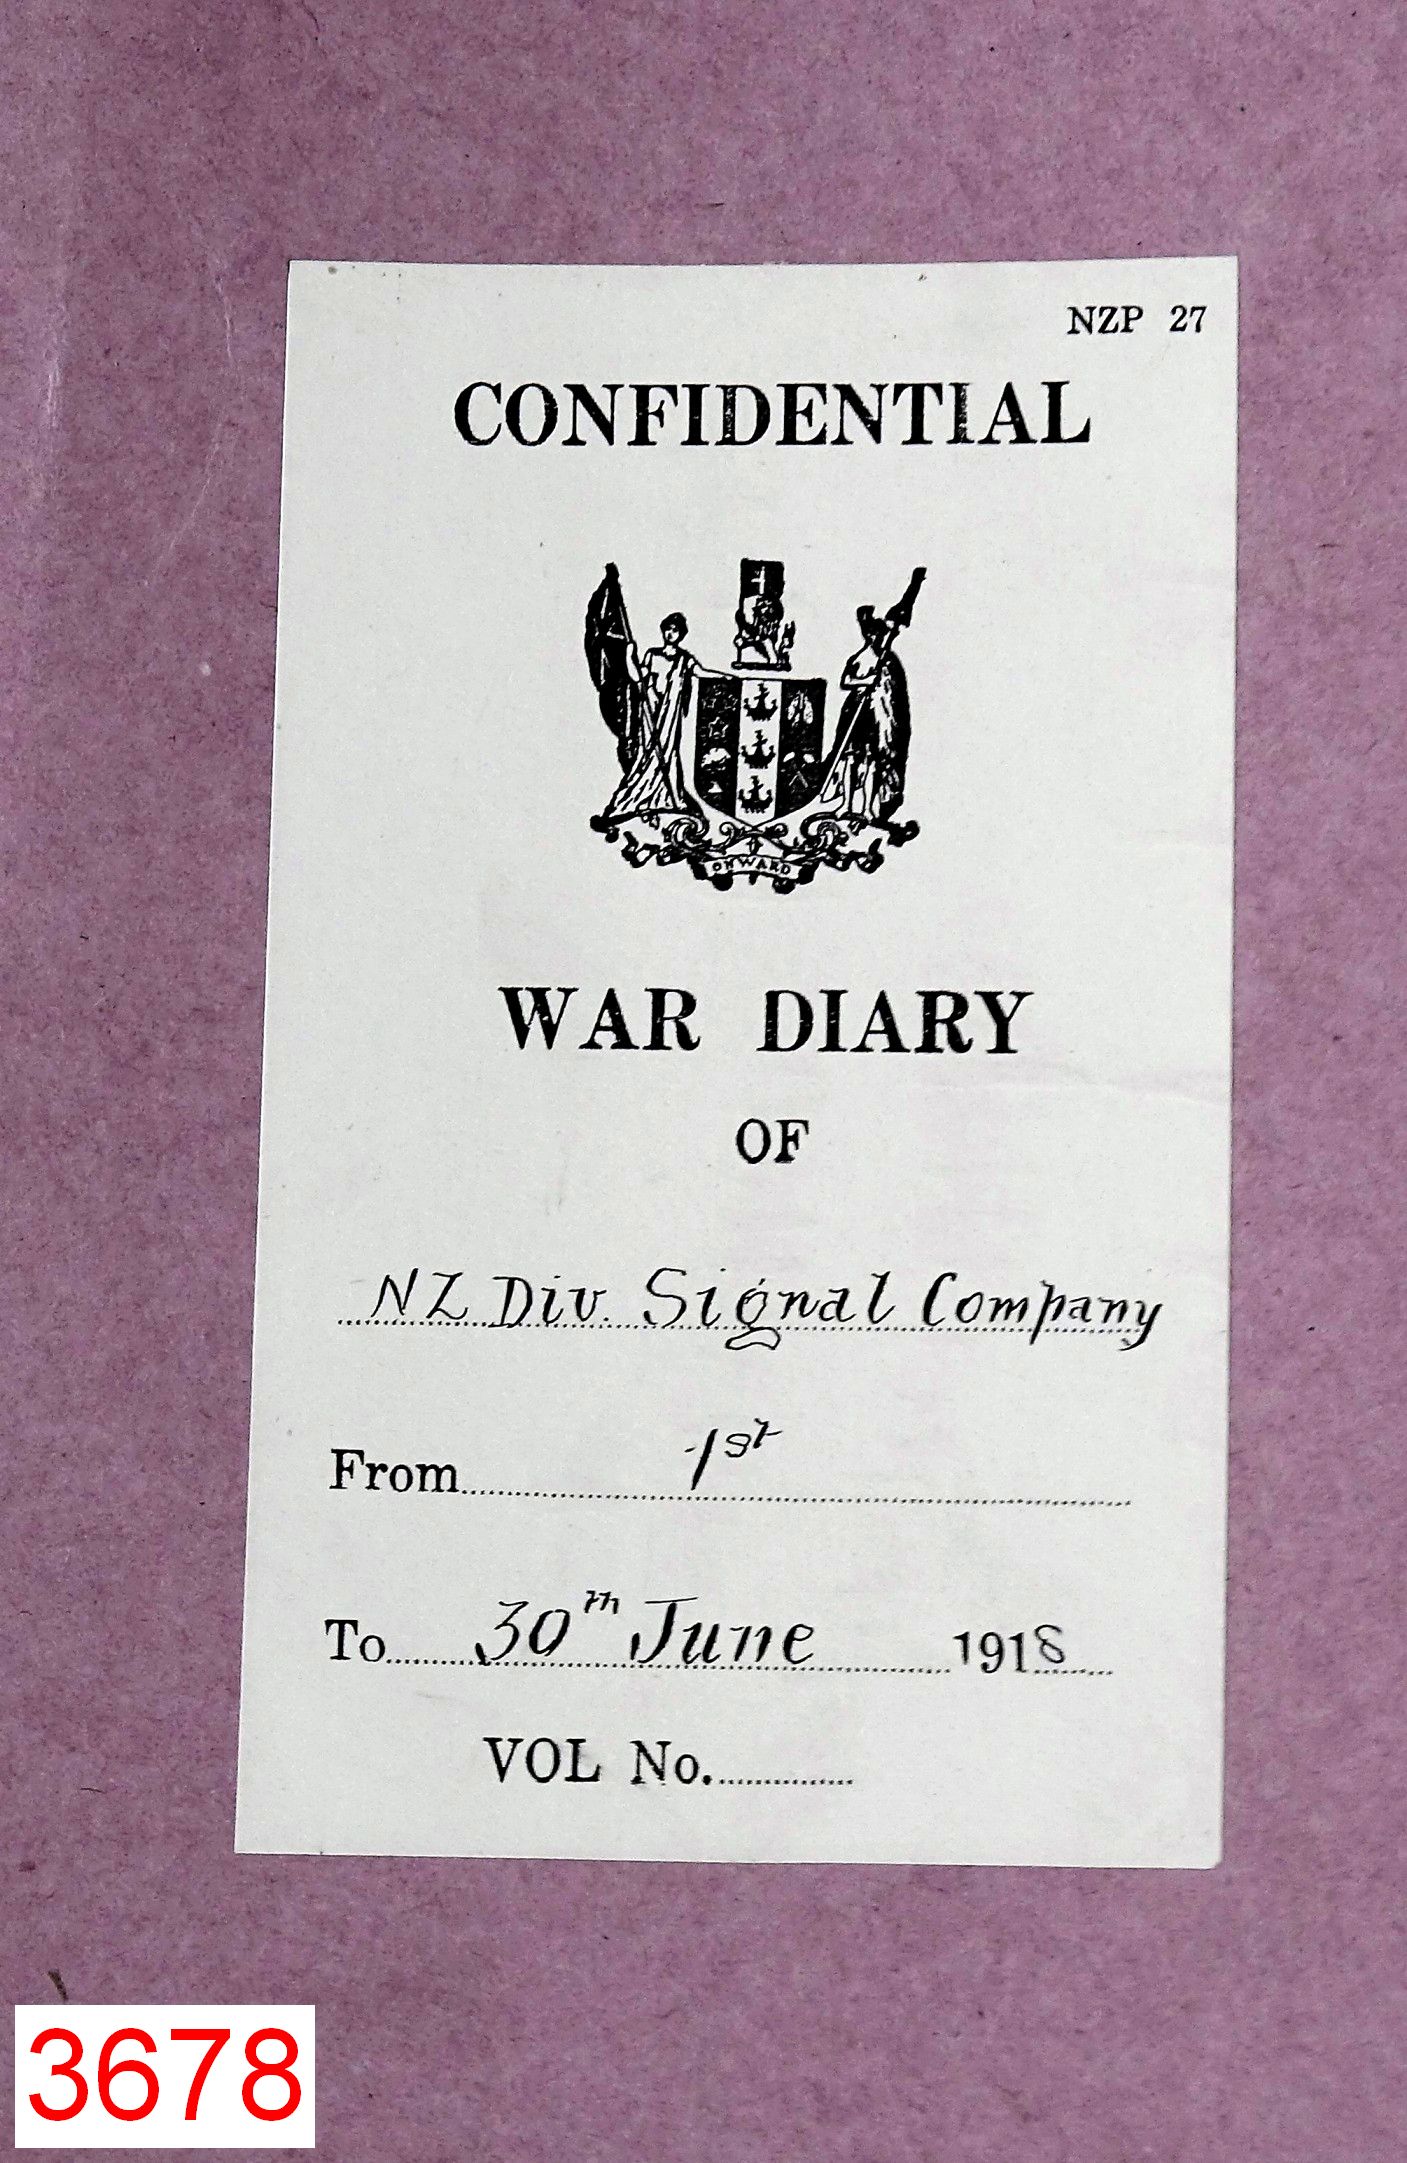 NZP 27
CONFIDENTIAL
ONWARD
WAR DIARY
OF
NZ Div. Signal Company
From 1st
To 30th June 1918
VOL No.
3678